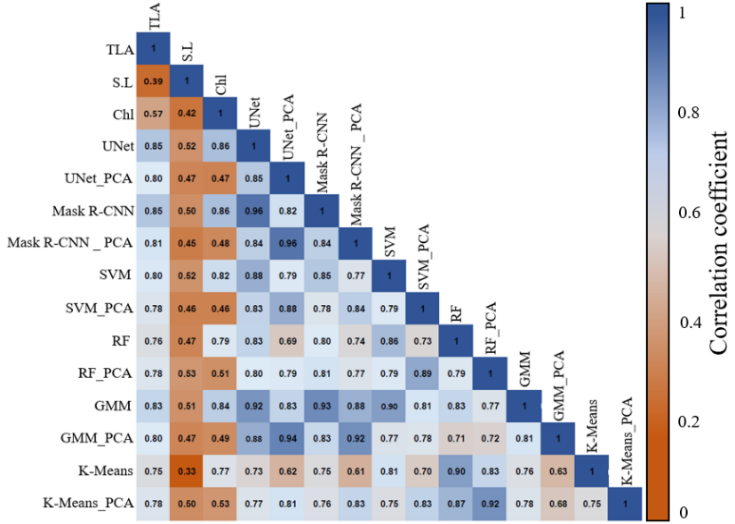 TLA
S.L
Chl
UNet
UNet_PCA
Mask R-CNN
Mask R-CNN _ PCA
SVM
SVM_PCA
RF
RF_PCA
GMM
GMM_PCA
K-Means
K-Means_PCA
TLA 1
S.L 0.39 1
Chl 0.57 0.42 1
UNet 0.85 0.52 0.86 1
UNet_PCA 0.80 0.47 0.47 0.85 1
Mask R-CNN 0.85 0.50 0.86 0.96 0.82 1
Mask R-CNN _ PCA 0.81 0.45 0.48 0.84 0.96 0.84 1
SVM 0.80 0.52 0.82 0.88 0.79 0.85 0.77 1
SVM_PCA 0.78 0.46 0.46 0.83 0.88 0.78 0.84 0.79 1
RF 0.76 0.47 0.79 0.83 0.69 0.80 0.74 0.86 0.73 1
RF_PCA 0.78 0.53 0.51 0.80 0.79 0.81 0.77 0.79 0.89 0.79 1
GMM 0.83 0.51 0.84 0.92 0.83 0.93 0.88 0.90 0.81 0.83 0.77 1
GMM_PCA 0.80 0.47 0.49 0.88 0.94 0.83 0.92 0.77 0.78 0.71 0.72 0.81 1
K-Means 0.75 0.33 0.77 0.73 0.62 0.75 0.61 0.81 0.70 0.90 0.83 0.76 0.63 1
K-Means_PCA 0.78 0.50 0.53 0.77 0.81 0.76 0.83 0.75 0.83 0.87 0.92 0.78 0.68 0.75 1
1
0.8
0.6
0.4
0.2
0
Correlation coefficient